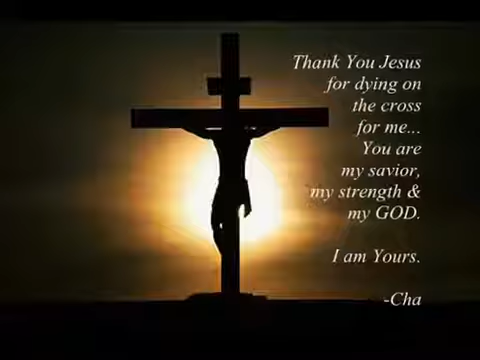 Thank You Jesus
for dying on
the cross
for me...
You are
my savior,
my strength &
my GOD.
I am Yours.
-Cha